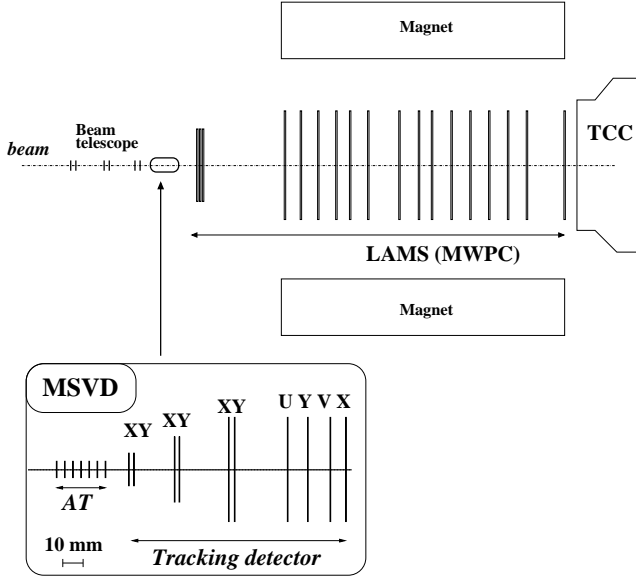 Magnet
TCC
Beam
telescope
beam
LAMS (MWPC)
Magnet
MSVD
XY
XY
XY
U Y V X
AT
10 mm
Tracking detector